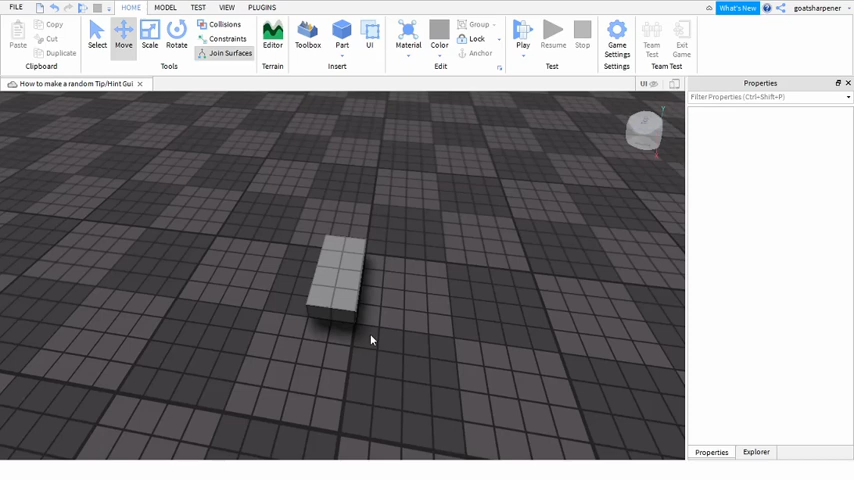 FILE HOME MODEL TEST VIEW PLUGINS What's New goatsharpener
Paste Copy Cut Duplicate Select Move Scale Rotate Collisions Constraints Join Surfaces Editor Toolbox Part UI Material Color Group Lock Anchor Play Resume Stop Game Settings Team Test Exit Game
Clipboard Tools Terrain Insert Edit Test Settings Team Test
How to make a random Tip/Hint Gui UI Properties
Filter Properties (Ctrl+Shift+P)
Y
Properties Explorer